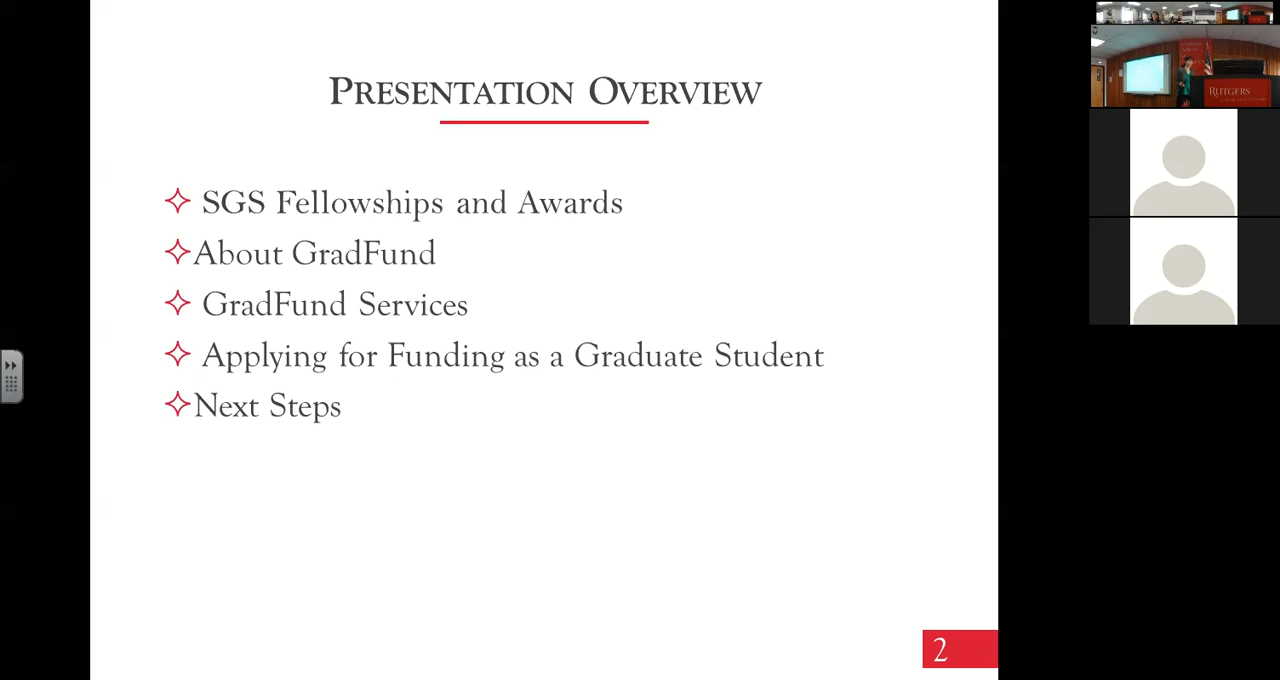 PRESENTATION OVERVIEW
SGS Fellowships and Awards
About GradFund
GradFund Services
Applying for Funding as a Graduate Student
Next Steps
2
RUTGERS